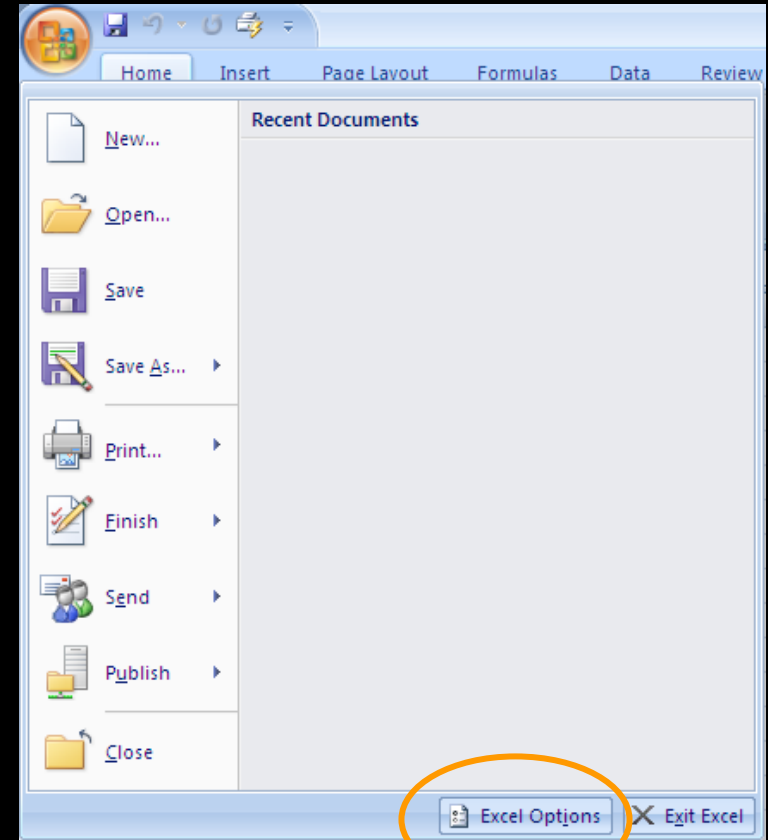 Home Insert Page Layout Formulas Data Review
Recent Documents
New...
Open...
Save
Save As...
Print...
Finish
Send
Publish
Close
Excel Options Exit Excel